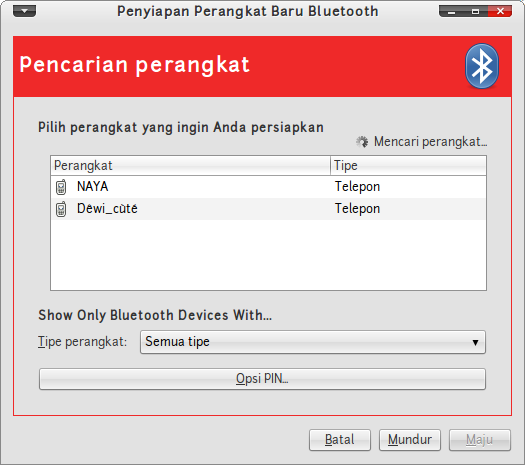 Penyiapan Perangkat Baru Bluetooth
Pencarian perangkat
Pilih perangkat yang ingin Anda persiapkan
Mencari perangkat...
Perangkat Tipe
NAYA Telepon
Dêwi_cùtê Telepon
Show Only Bluetooth Devices With...
Tipe perangkat: Semua tipe
Opsi PIN...
Batal Mundur Maju